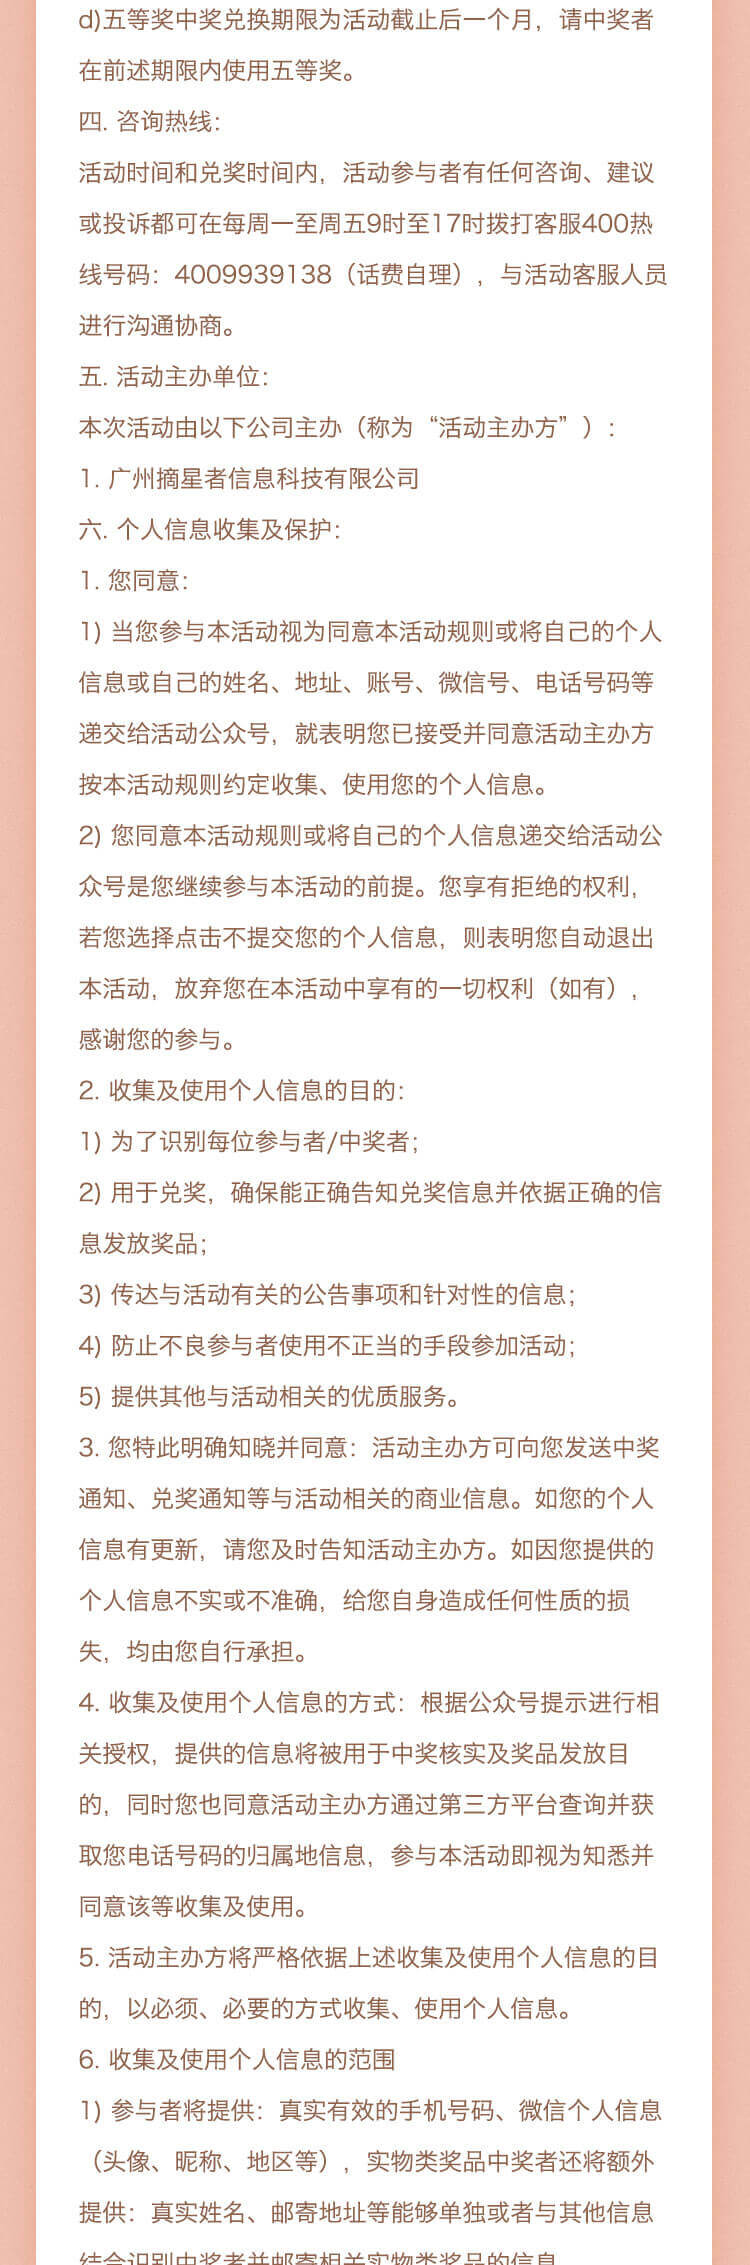 d)五等奖中奖兑换期限为活动截止后一个月，请中奖者
在前述期限内使用五等奖。
四. 咨询热线：
活动时间和兑奖时间内，活动参与者有任何咨询、建议
或投诉都可在每周一至周五9时至17时拨打客服400热
线号码：4009939138（话费自理），与活动客服人员
进行沟通协商。
五. 活动主办单位：
本次活动由以下公司主办（称为“活动主办方”）：
1. 广州摘星者信息科技有限公司
六. 个人信息收集及保护：
1. 您同意：
1) 当您参与本活动视为同意本活动规则或将自己的个人
信息或自己的姓名、地址、账号、微信号、电话号码等
递交给活动公众号，就表明您已接受并同意活动主办方
按本活动规则约定收集、使用您的个人信息。
2) 您同意本活动规则或将自己的个人信息递交给活动公
众号是您继续参与本活动的前提。您享有拒绝的权利，
若您选择点击不提交您的个人信息，则表明您自动退出
本活动，放弃您在本活动中享有的一切权利（如有），
感谢您的参与。
2. 收集及使用个人信息的目的：
1) 为了识别每位参与者/中奖者；
2) 用于兑奖，确保能正确告知兑奖信息并依据正确的信
息发放奖品；
3) 传达与活动有关的公告事项和针对性的信息；
4) 防止不良参与者使用不正当的手段参加活动；
5) 提供其他与活动相关的优质服务。
3. 您特此明确知晓并同意：活动主办方可向您发送中奖
通知、兑奖通知等与活动相关的商业信息。如您的个人
信息有更新，请您及时告知活动主办方。如因您提供的
个人信息不实或不准确，给您自身造成任何性质的损
失，均由您自行承担。
4. 收集及使用个人信息的方式：根据公众号提示进行相
关授权，提供的信息将被用于中奖核实及奖品发放目
的，同时您也同意活动主办方通过第三方平台查询并获
取您电话号码的归属地信息，参与本活动即视为知悉并
同意该等收集及使用。
5. 活动主办方将严格依据上述收集及使用个人信息的目
的，以必须、必要的方式收集、使用个人信息。
6. 收集及使用个人信息的范围
1) 参与者将提供：真实有效的手机号码、微信个人信息
（头像、昵称、地区等），实物类奖品中奖者还将额外
提供：真实姓名、邮寄地址等能够单独或者与其他信息
结合识别中奖者并邮寄相关实物类奖品的信息